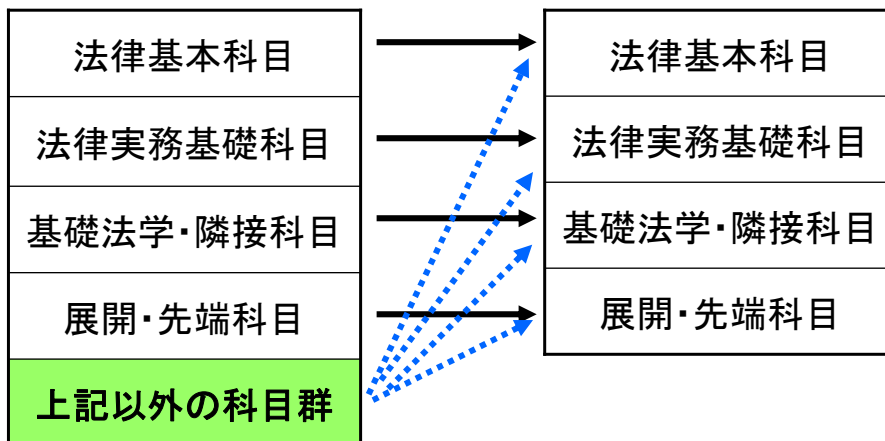 法律基本科目
法律実務基礎科目
基礎法学・隣接科目
展開・先端科目
上記以外の科目群
法律基本科目
法律実務基礎科目
基礎法学・隣接科目
展開・先端科目